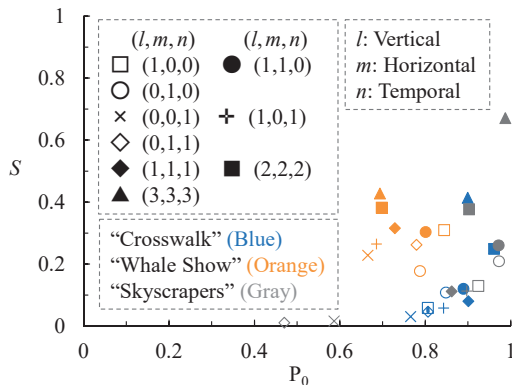 1
0.8
0.6
0.4
0.2
0
S
(l,m,n) (l,m,n)
(1,0,0) (1,1,0)
(0,1,0)
(0,0,1) (1,0,1)
(0,1,1)
(1,1,1) (2,2,2)
(3,3,3)
l: Vertical
m: Horizontal
n: Temporal
“Crosswalk” (Blue)
“Whale Show” (Orange)
“Skyscrapers” (Gray)
0 0.2 0.4 0.6 0.8 1
P₀